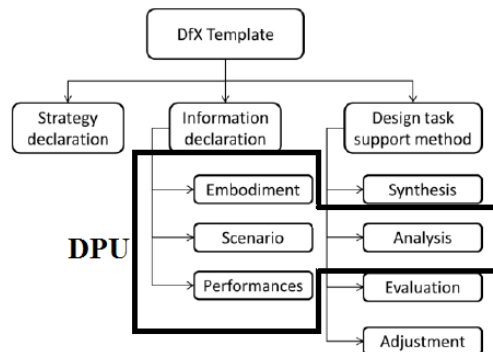 DfX Template
Strategy
declaration
Information
declaration
Design task
support method
Embodiment
Synthesis
DPU
Scenario
Analysis
Performances
Evaluation
Adjustment